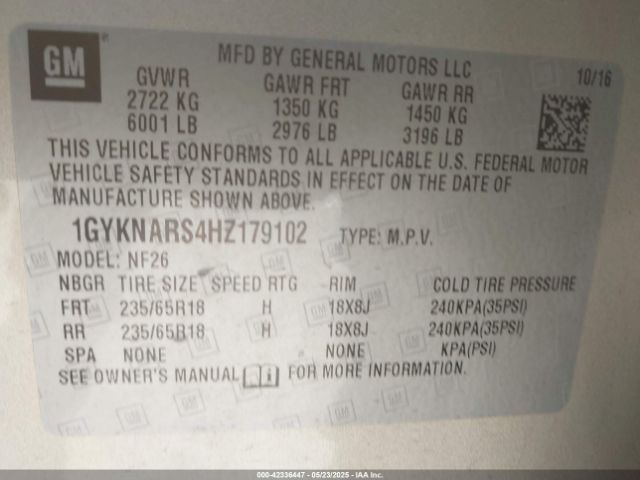 GM
MFD BY GENERAL MOTORS LLC
10/16
GVWR GAWR FRT GAWR RR
2722 KG 1350 KG 1450 KG
6001 LB 2976 LB 3196 LB
THIS VEHICLE CONFORMS TO ALL APPLICABLE U.S. FEDERAL MOTOR
VEHICLE SAFETY STANDARDS IN EFFECT ON THE DATE OF
MANUFACTURE SHOWN ABOVE.
1GYKNARS4HZ179102 TYPE: M.P.V.
MODEL: NF26
NBGR TIRE SIZE SPEED RTG RIM COLD TIRE PRESSURE
FRT 235/65R18 H 18X8J 240KPA(35PSI)
RR 235/65R18 H 18X8J 240KPA(35PSI)
SPA NONE NONE KPA(PSI)
SEE OWNER'S MANUAL FOR MORE INFORMATION.
000-42336447 - 05/23/2025 - IAA Inc.